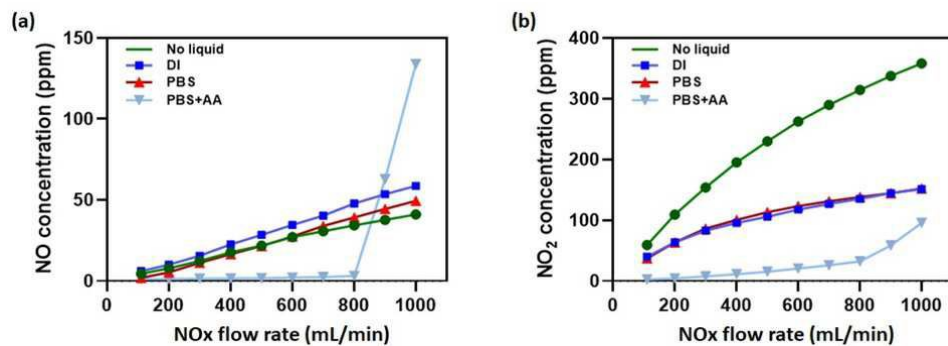 (a)
NO concentration (ppm)
150
100
50
0
No liquid
DI
PBS
PBS+AA
0 200 400 600 800 1000
NOx flow rate (mL/min)
(b)
NO2 concentration (ppm)
400
300
200
100
0
No liquid
DI
PBS
PBS+AA
0 200 400 600 800 1000
NOx flow rate (mL/min)